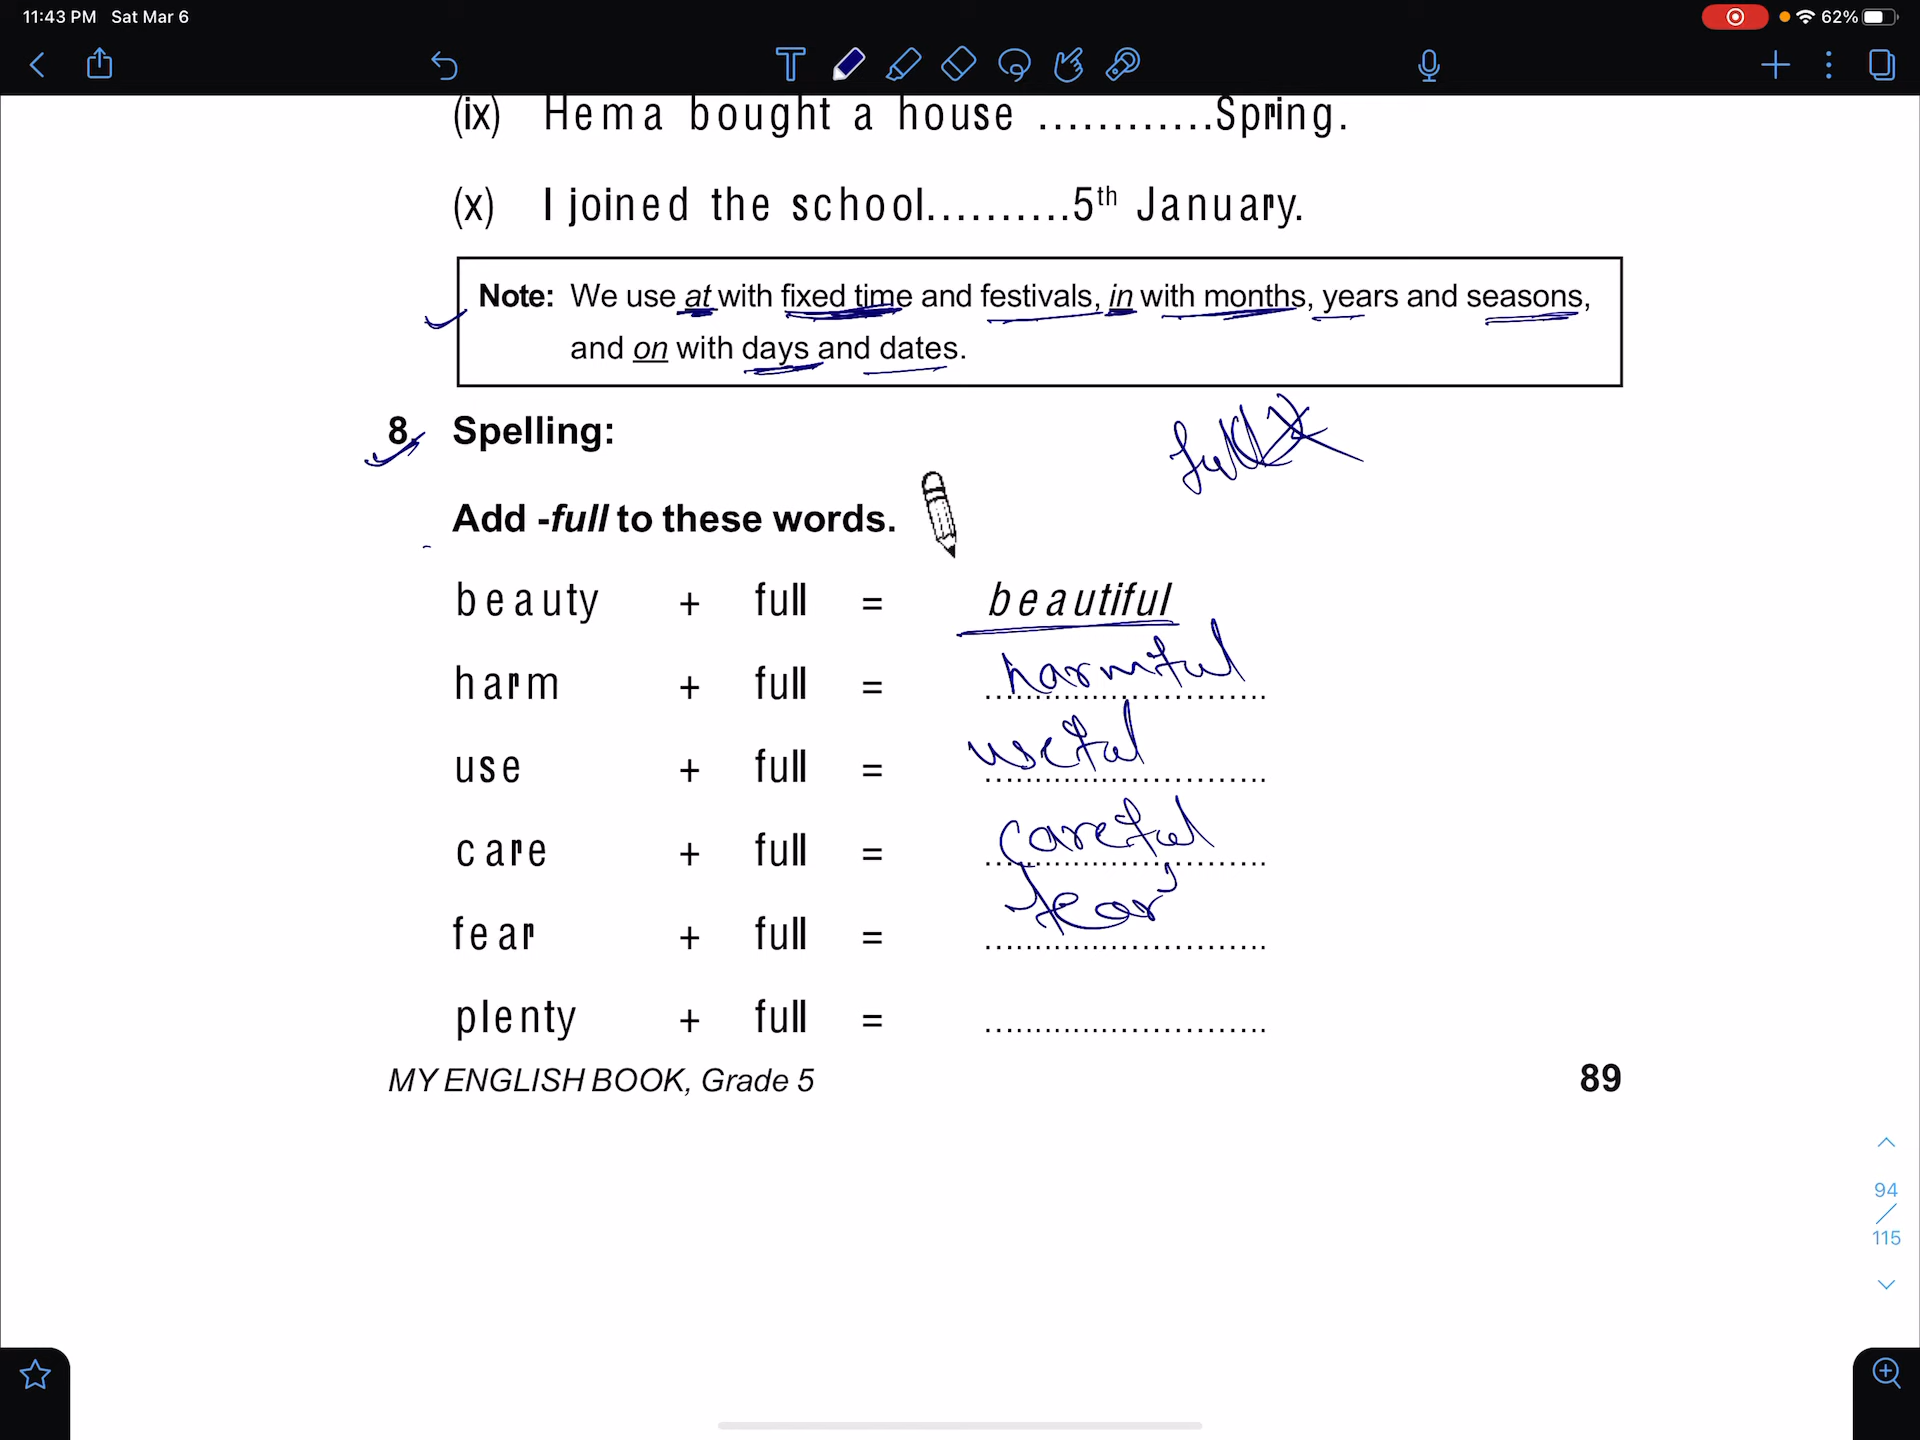 11:43 PM Sat Mar 6 62%
(ix) Hema bought a house ............Spring.
(x) I joined the school..........5th January.
Note: We use at with fixed time and festivals, in with months, years and seasons,
and on with days and dates.
8. Spelling:
full
Add -full to these words.
beauty + full = beautiful
harm + full = harmful
use + full = useful
care + full = careful
fear + full = fear
plenty + full = ............................
MY ENGLISH BOOK, Grade 5 89
94
/
115